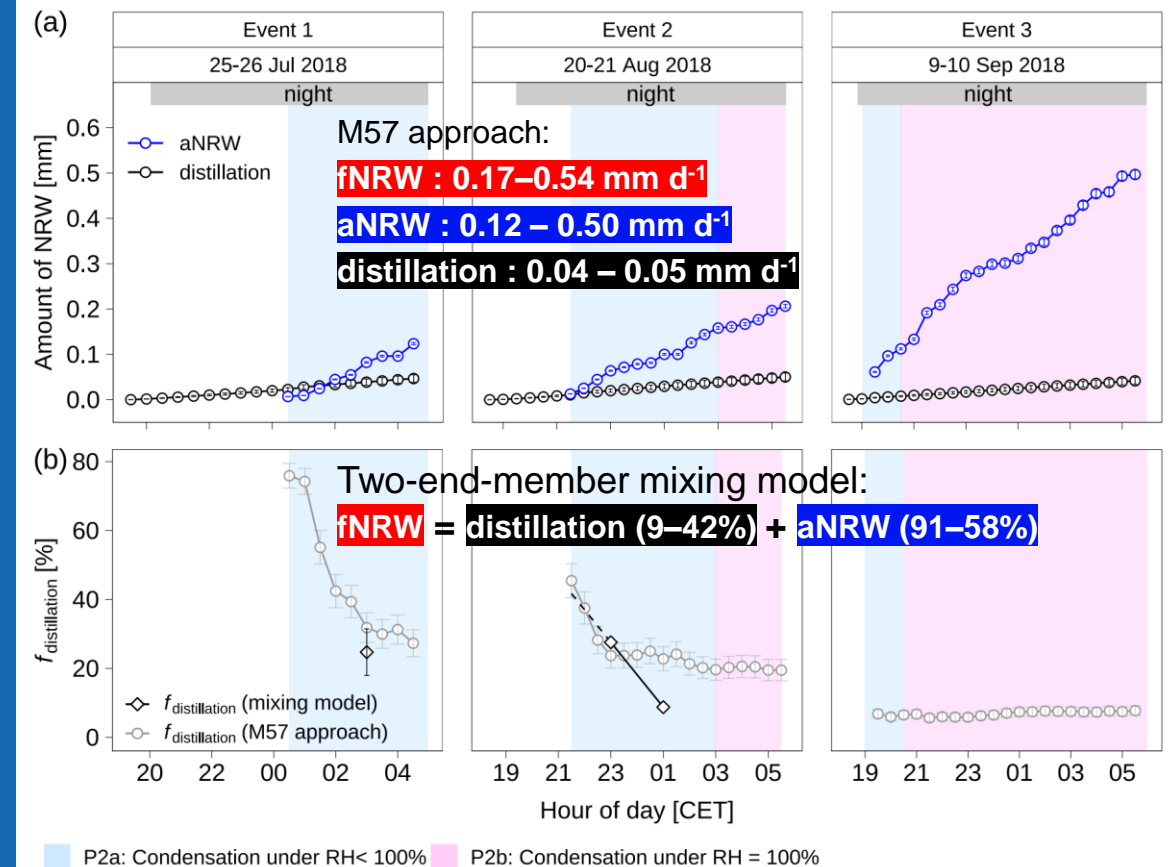 (a)
Event 1 Event 2 Event 3
25-26 Jul 2018 20-21 Aug 2018 9-10 Sep 2018
night night night
Amount of NRW [mm]
0.6
0.5
0.4
0.3
0.2
0.1
0.0
aNRW
distillation
M57 approach:
fNRW : 0.17–0.54 mm d⁻¹
aNRW : 0.12 – 0.50 mm d⁻¹
distillation : 0.04 – 0.05 mm d⁻¹
(b)
f distillation [%]
80
60
40
20
0
Two-end-member mixing model:
fNRW = distillation (9–42%) + aNRW (91–58%)
f distillation (mixing model)
f distillation (M57 approach)
20 22 00 02 04 19 21 23 01 03 05 19 21 23 01 03 05
Hour of day [CET]
P2a: Condensation under RH< 100% P2b: Condensation under RH = 100%